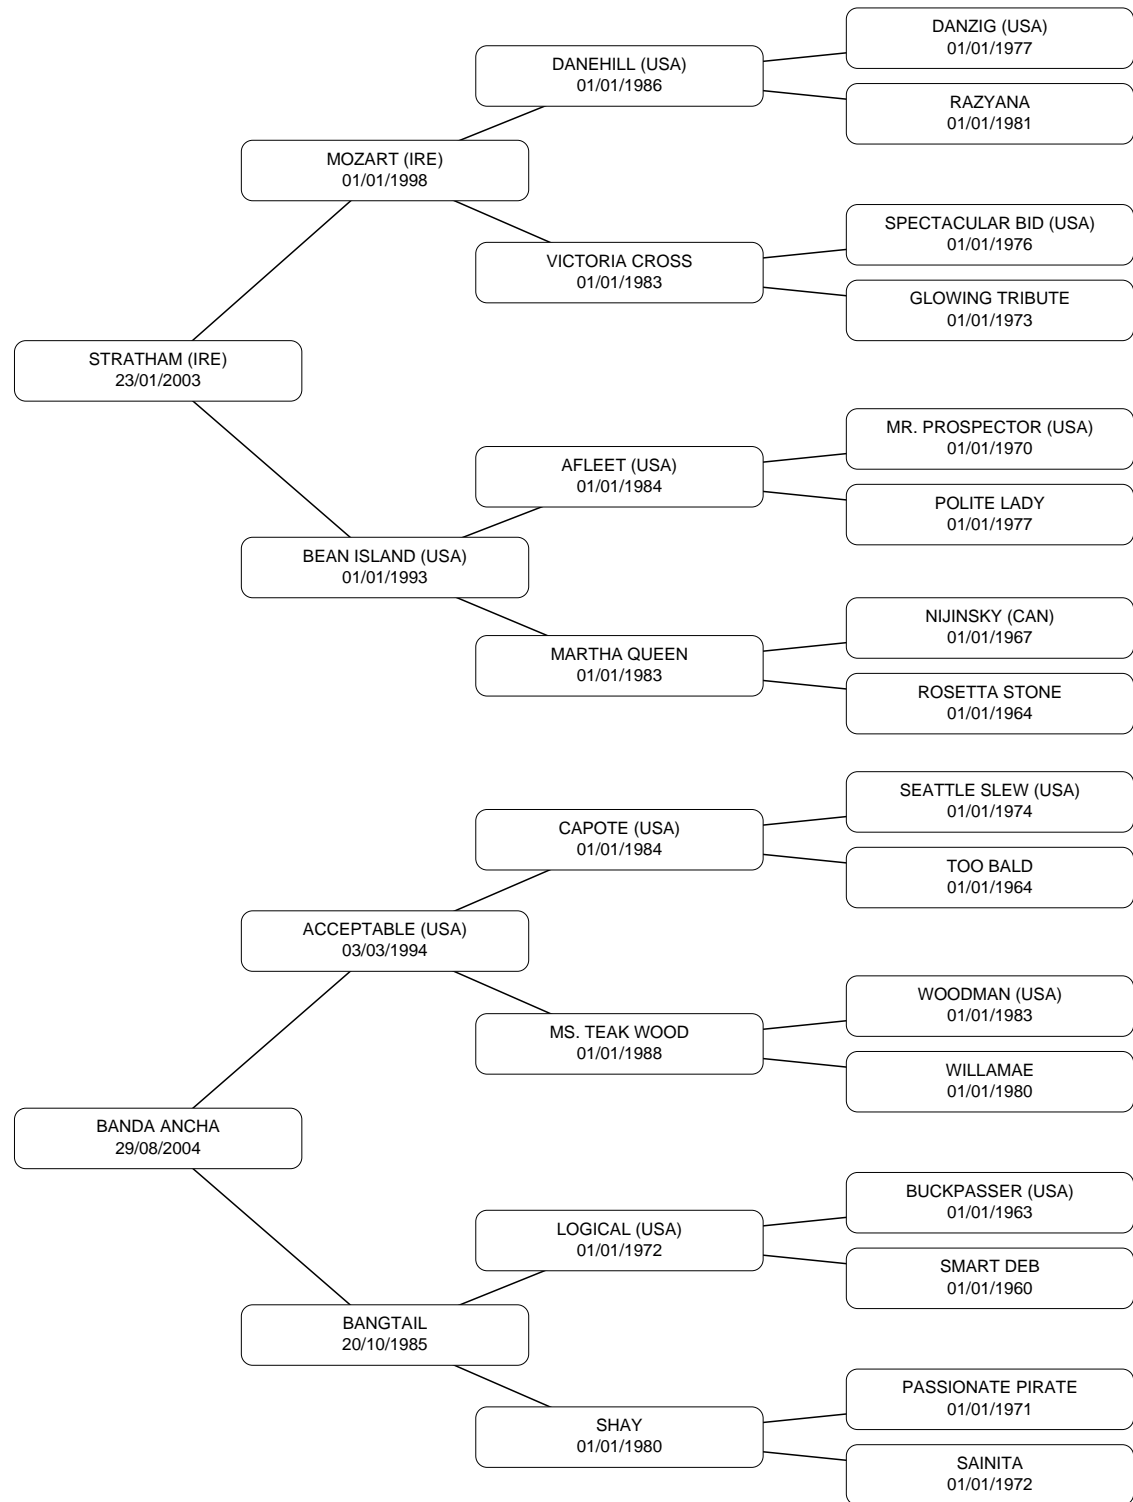 DANZIG (USA)
01/01/1977
DANEHILL (USA)
01/01/1986
RAZYANA
01/01/1981
MOZART (IRE)
01/01/1998
SPECTACULAR BID (USA)
01/01/1976
VICTORIA CROSS
01/01/1983
GLOWING TRIBUTE
01/01/1973
STRATHAM (IRE)
23/01/2003
MR. PROSPECTOR (USA)
01/01/1970
AFLEET (USA)
01/01/1984
POLITE LADY
01/01/1977
BEAN ISLAND (USA)
01/01/1993
NIJINSKY (CAN)
01/01/1967
MARTHA QUEEN
01/01/1983
ROSETTA STONE
01/01/1964
SEATTLE SLEW (USA)
01/01/1974
CAPOTE (USA)
01/01/1984
TOO BALD
01/01/1964
ACCEPTABLE (USA)
03/03/1994
WOODMAN (USA)
01/01/1983
MS. TEAK WOOD
01/01/1988
WILLAMAE
01/01/1980
BANDA ANCHA
29/08/2004
BUCKPASSER (USA)
01/01/1963
LOGICAL (USA)
01/01/1972
SMART DEB
01/01/1960
BANGTAIL
20/10/1985
PASSIONATE PIRATE
01/01/1971
SHAY
01/01/1980
SAINITA
01/01/1972